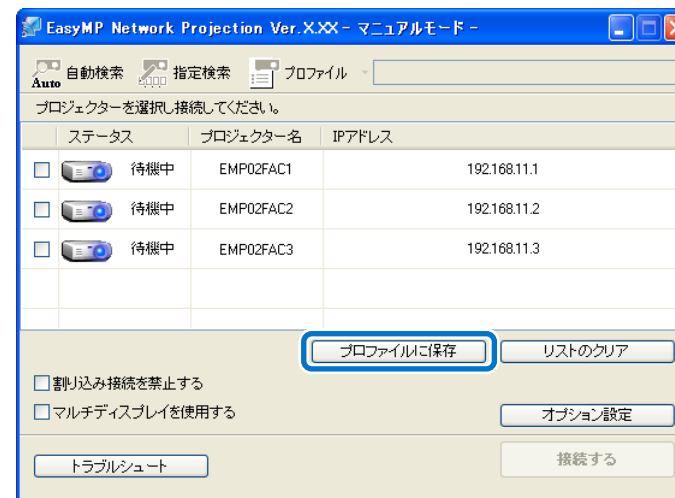 EasyMP Network Projection Ver.X.XX - マニュアルモード -
Auto 自動検索 指定検索 プロファイル
プロジェクターを選択し接続してください。
ステータス プロジェクター名 IPアドレス
待機中 EMP02FAC1 192.168.11.1
待機中 EMP02FAC2 192.168.11.2
待機中 EMP02FAC3 192.168.11.3
プロファイルに保存 リストのクリア
割り込み接続を禁止する
マルチディスプレイを使用する オプション設定
トラブルシュート 接続する